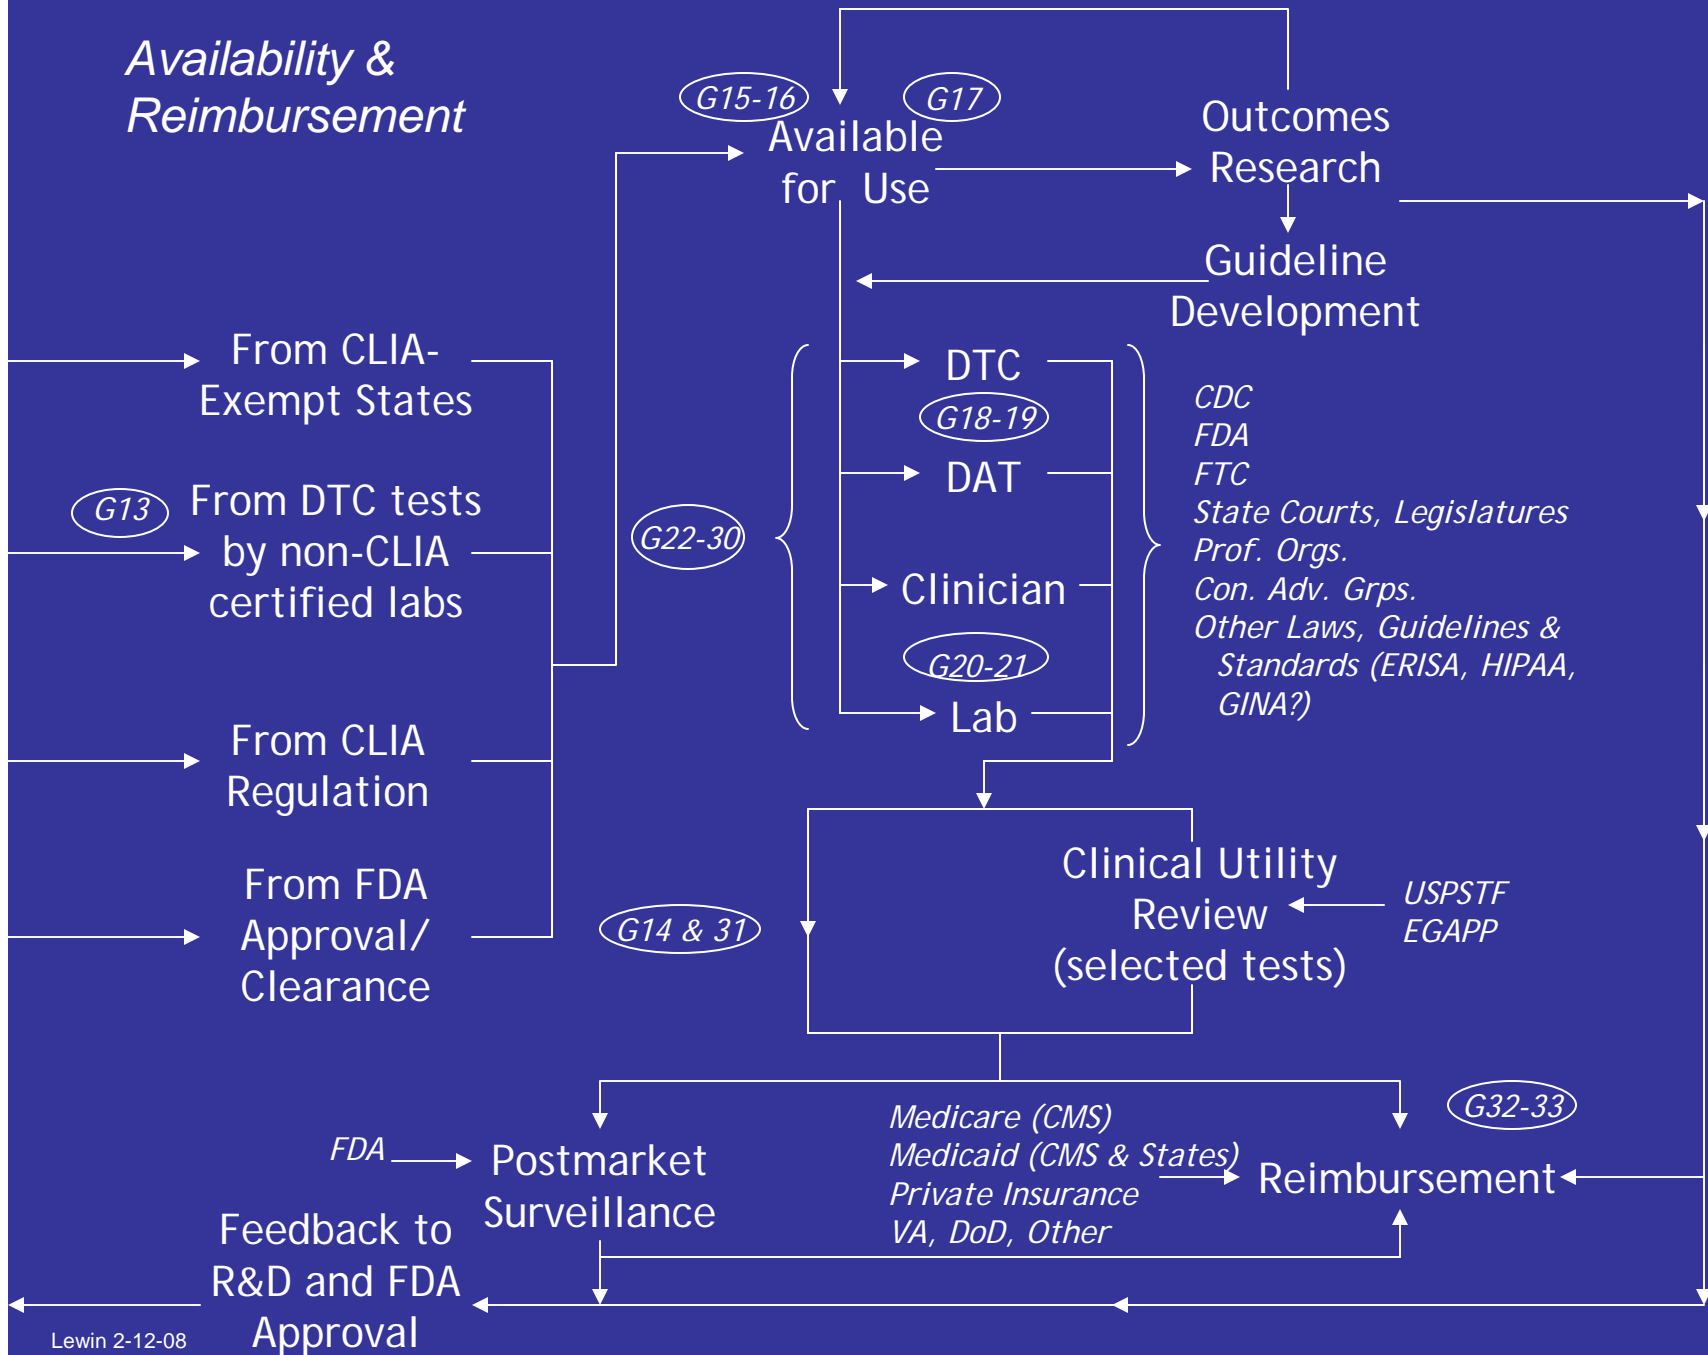 Availability &
Reimbursement
G15-16
G17
Available
for Use
Outcomes
Research
Guideline
Development
From CLIA-
Exempt States
G13
From DTC tests
by non-CLIA
certified labs
From CLIA
Regulation
From FDA
Approval/
Clearance
G22-30
DTC
G18-19
DAT
Clinician
G20-21
Lab
CDC
FDA
FTC
State Courts, Legislatures
Prof. Orgs.
Con. Adv. Grps.
Other Laws, Guidelines &
Standards (ERISA, HIPAA,
GINA?)
G14 & 31
Clinical Utility
Review
(selected tests)
USPSTF
EGAPP
FDA
Postmarket
Surveillance
Medicare (CMS)
Medicaid (CMS & States)
Private Insurance
VA, DoD, Other
G32-33
Reimbursement
Feedback to
R&D and FDA
Approval
Lewin 2-12-08